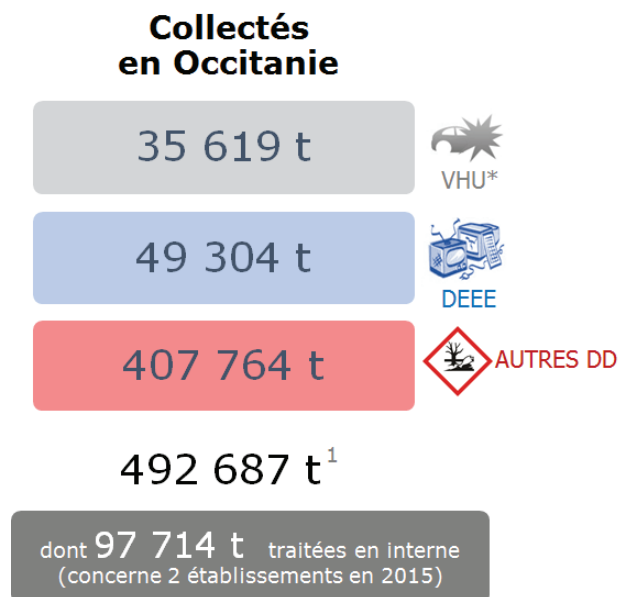 Collectés
en Occitanie
35 619 t
VHU*
49 304 t
DEEE
407 764 t
AUTRES DD
492 687 t 1
dont 97 714 t traitées en interne
(concerne 2 établissements en 2015)